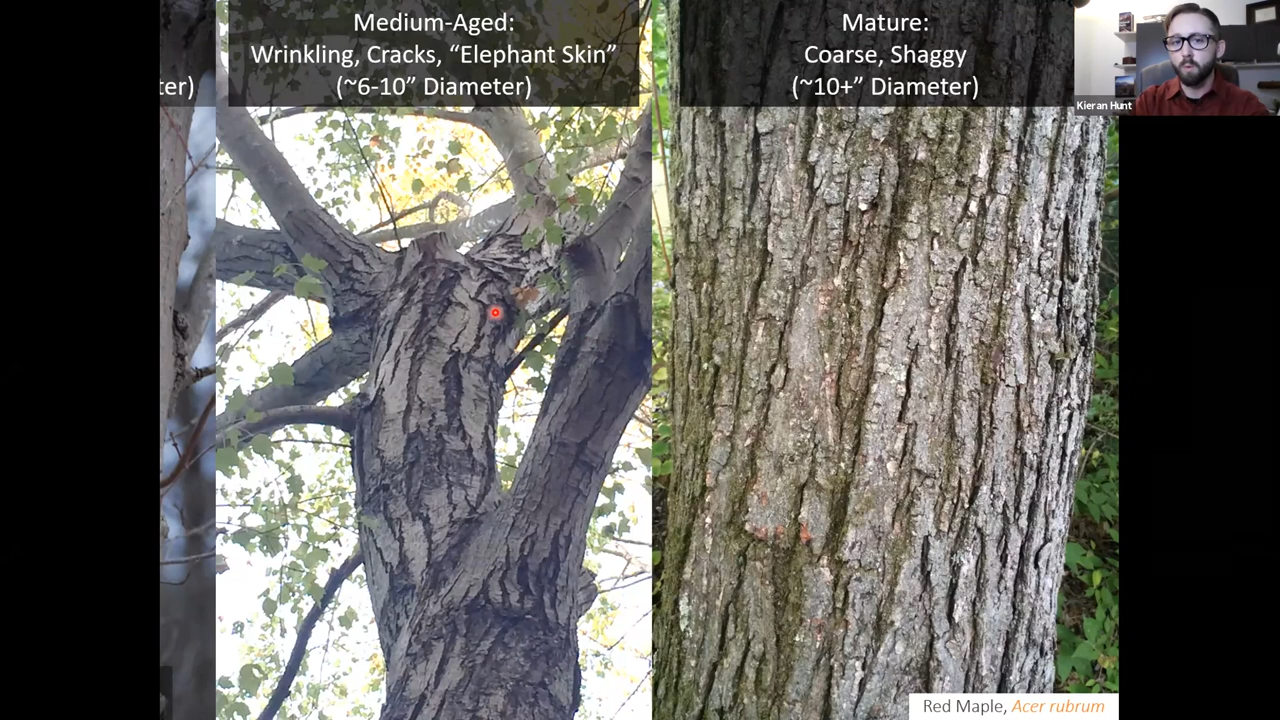 ter)
Medium-Aged:
Wrinkling, Cracks, “Elephant Skin”
(~6-10” Diameter)
Mature:
Coarse, Shaggy
(~10+” Diameter)
Kieran Hunt
Red Maple, Acer rubrum